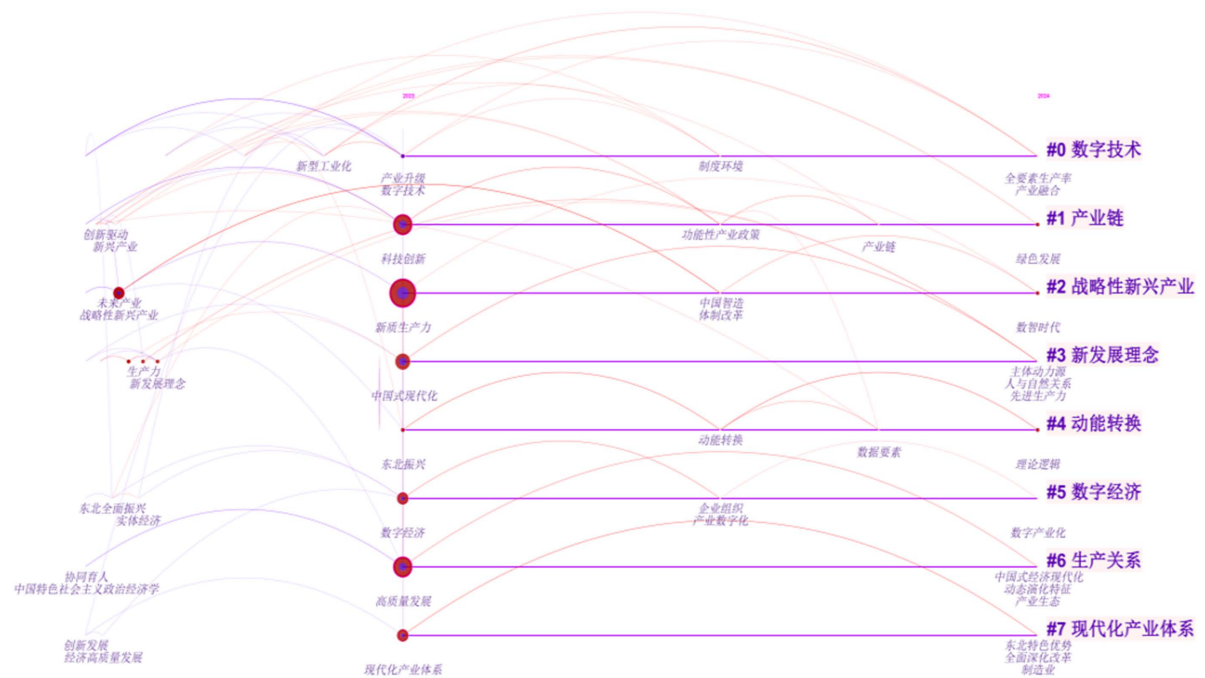 2023
2024
#0 数字技术
新型工业化
制度环境
产业升级
数字技术
全要素生产率
产业融合
#1 产业链
创新驱动
新兴产业
功能性产业政策
产业链
科技创新
绿色发展
#2 战略性新兴产业
未来产业
战略性新兴产业
中国智造
体制改革
新质生产力
数智时代
#3 新发展理念
生产力
新发展理念
主体动力源
人与自然关系
先进生产力
中国式现代化
#4 动能转换
动能转换
数据要素
东北振兴
理论逻辑
#5 数字经济
东北全面振兴
实体经济
企业组织
产业数字化
数字经济
数字产业化
#6 生产关系
协同育人
中国特色社会主义政治经济学
中国式经济现代化
动态演化特征
产业生态
高质量发展
#7 现代化产业体系
创新发展
经济高质量发展
东北特色优势
全面深化改革
制造业
现代化产业体系